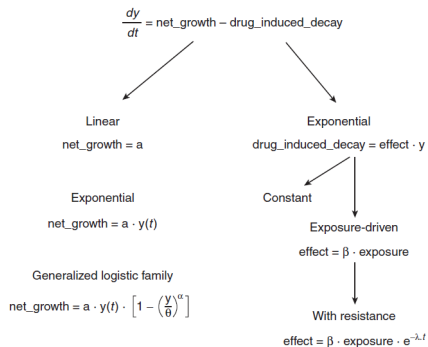 dy/dt = net_growth – drug_induced_decay
Linear
net_growth = a
Exponential
net_growth = a · y(t)
Generalized logistic family
net_growth = a · y(t) · [1 – (y/θ)^α]
Exponential
drug_induced_decay = effect · y
Constant
Exposure-driven
effect = β · exposure
With resistance
effect = β · exposure · e^–λ.t